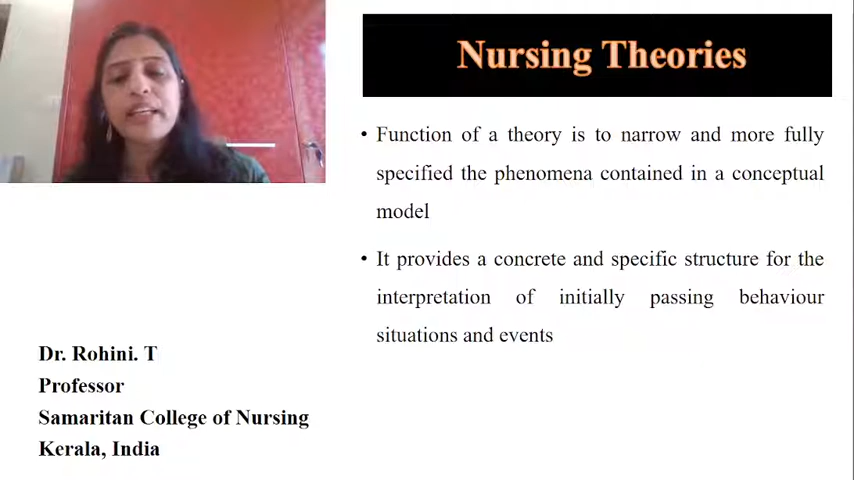 Nursing Theories
• Function of a theory is to narrow and more fully
specified the phenomena contained in a conceptual
model
• It provides a concrete and specific structure for the
interpretation of initially passing behaviour
situations and events
Dr. Rohini. T
Professor
Samaritan College of Nursing
Kerala, India